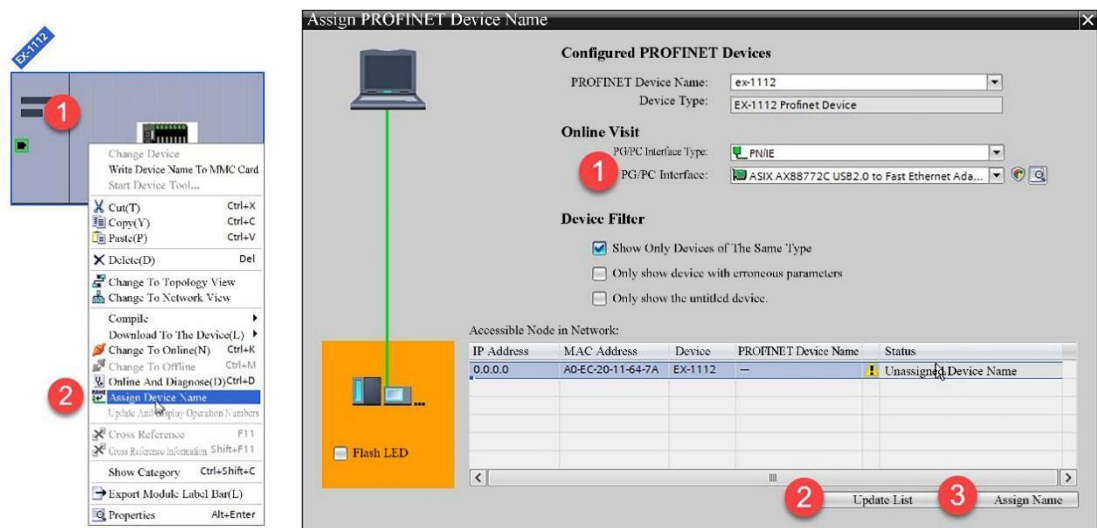 EX-1112
1
Change Device
Write Device Name To MMC Card
Start Device Tool...
Cut(T) Ctrl+X
Copy(Y) Ctrl+C
Paste(P) Ctrl+V
Delete(D) Del
Change To Topology View
Change To Network View
Compile
Download To The Device(L)
Change To Online(N) Ctrl+K
Change To Offline Ctrl+M
Online And Diagnose(D) Ctrl+D
2 Assign Device Name
Update And Display Operation Numbers
Cross Reference F11
Cross Reference Information Shift+F11
Show Category Ctrl+Shift+C
Export Module Label Bar(L)
Properties Alt+Enter
Assign PROFINET Device Name
Configured PROFINET Devices
PROFINET Device Name: ex-1112
Device Type: EX-1112 Profinet Device
Online Visit
PG/PC Interface Type: PN/IE
1 PG/PC Interface: ASIX AX88772C USB2.0 to Fast Ethernet Ada...
Device Filter
Show Only Devices of The Same Type
Only show device with erroneous parameters
Only show the untitled device.
Accessible Node in Network:
IP Address MAC Address Device PROFINET Device Name Status
0.0.0.0 A0-EC-20-11-64-7A EX-1112 — Unassigned Device Name
Flash LED
2 Update List 3 Assign Name